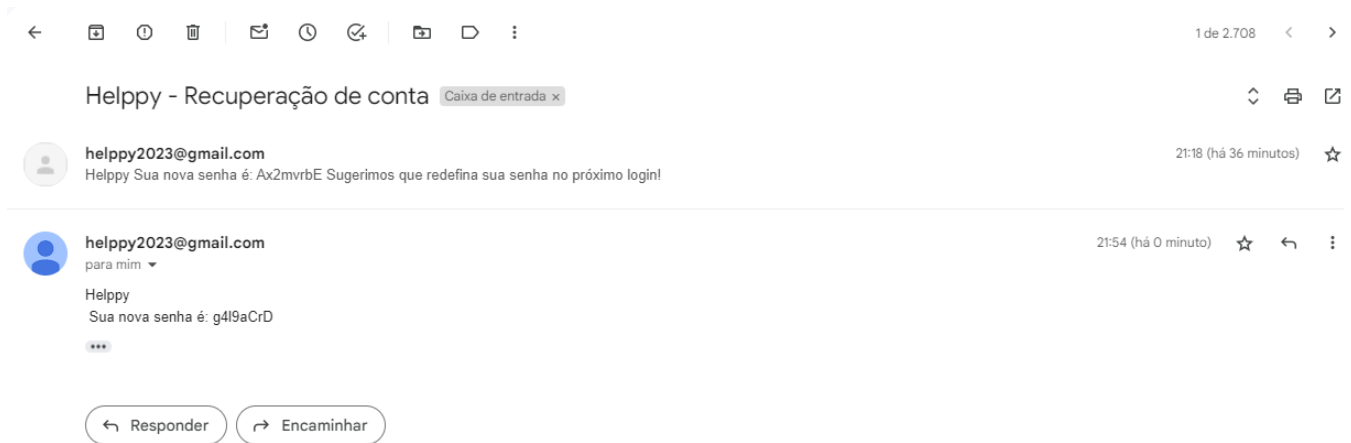 1 de 2.708
Helppy - Recuperação de conta Caixa de entrada ×
helppy2023@gmail.com 21:18 (há 36 minutos)
Helppy Sua nova senha é: Ax2mvrbE Sugerimos que redefina sua senha no próximo login!
helppy2023@gmail.com 21:54 (há 0 minuto)
para mim
Helppy
Sua nova senha é: g4l9aCrD
Responder Encaminhar